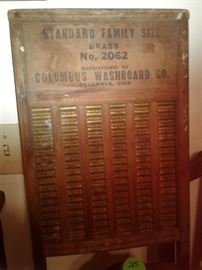 STANDARD FAMILY SIZE
BRASS
No. 2062
MANUFACTURED BY
COLUMBUS WASHBOARD CO.
COLUMBUS, OHIO